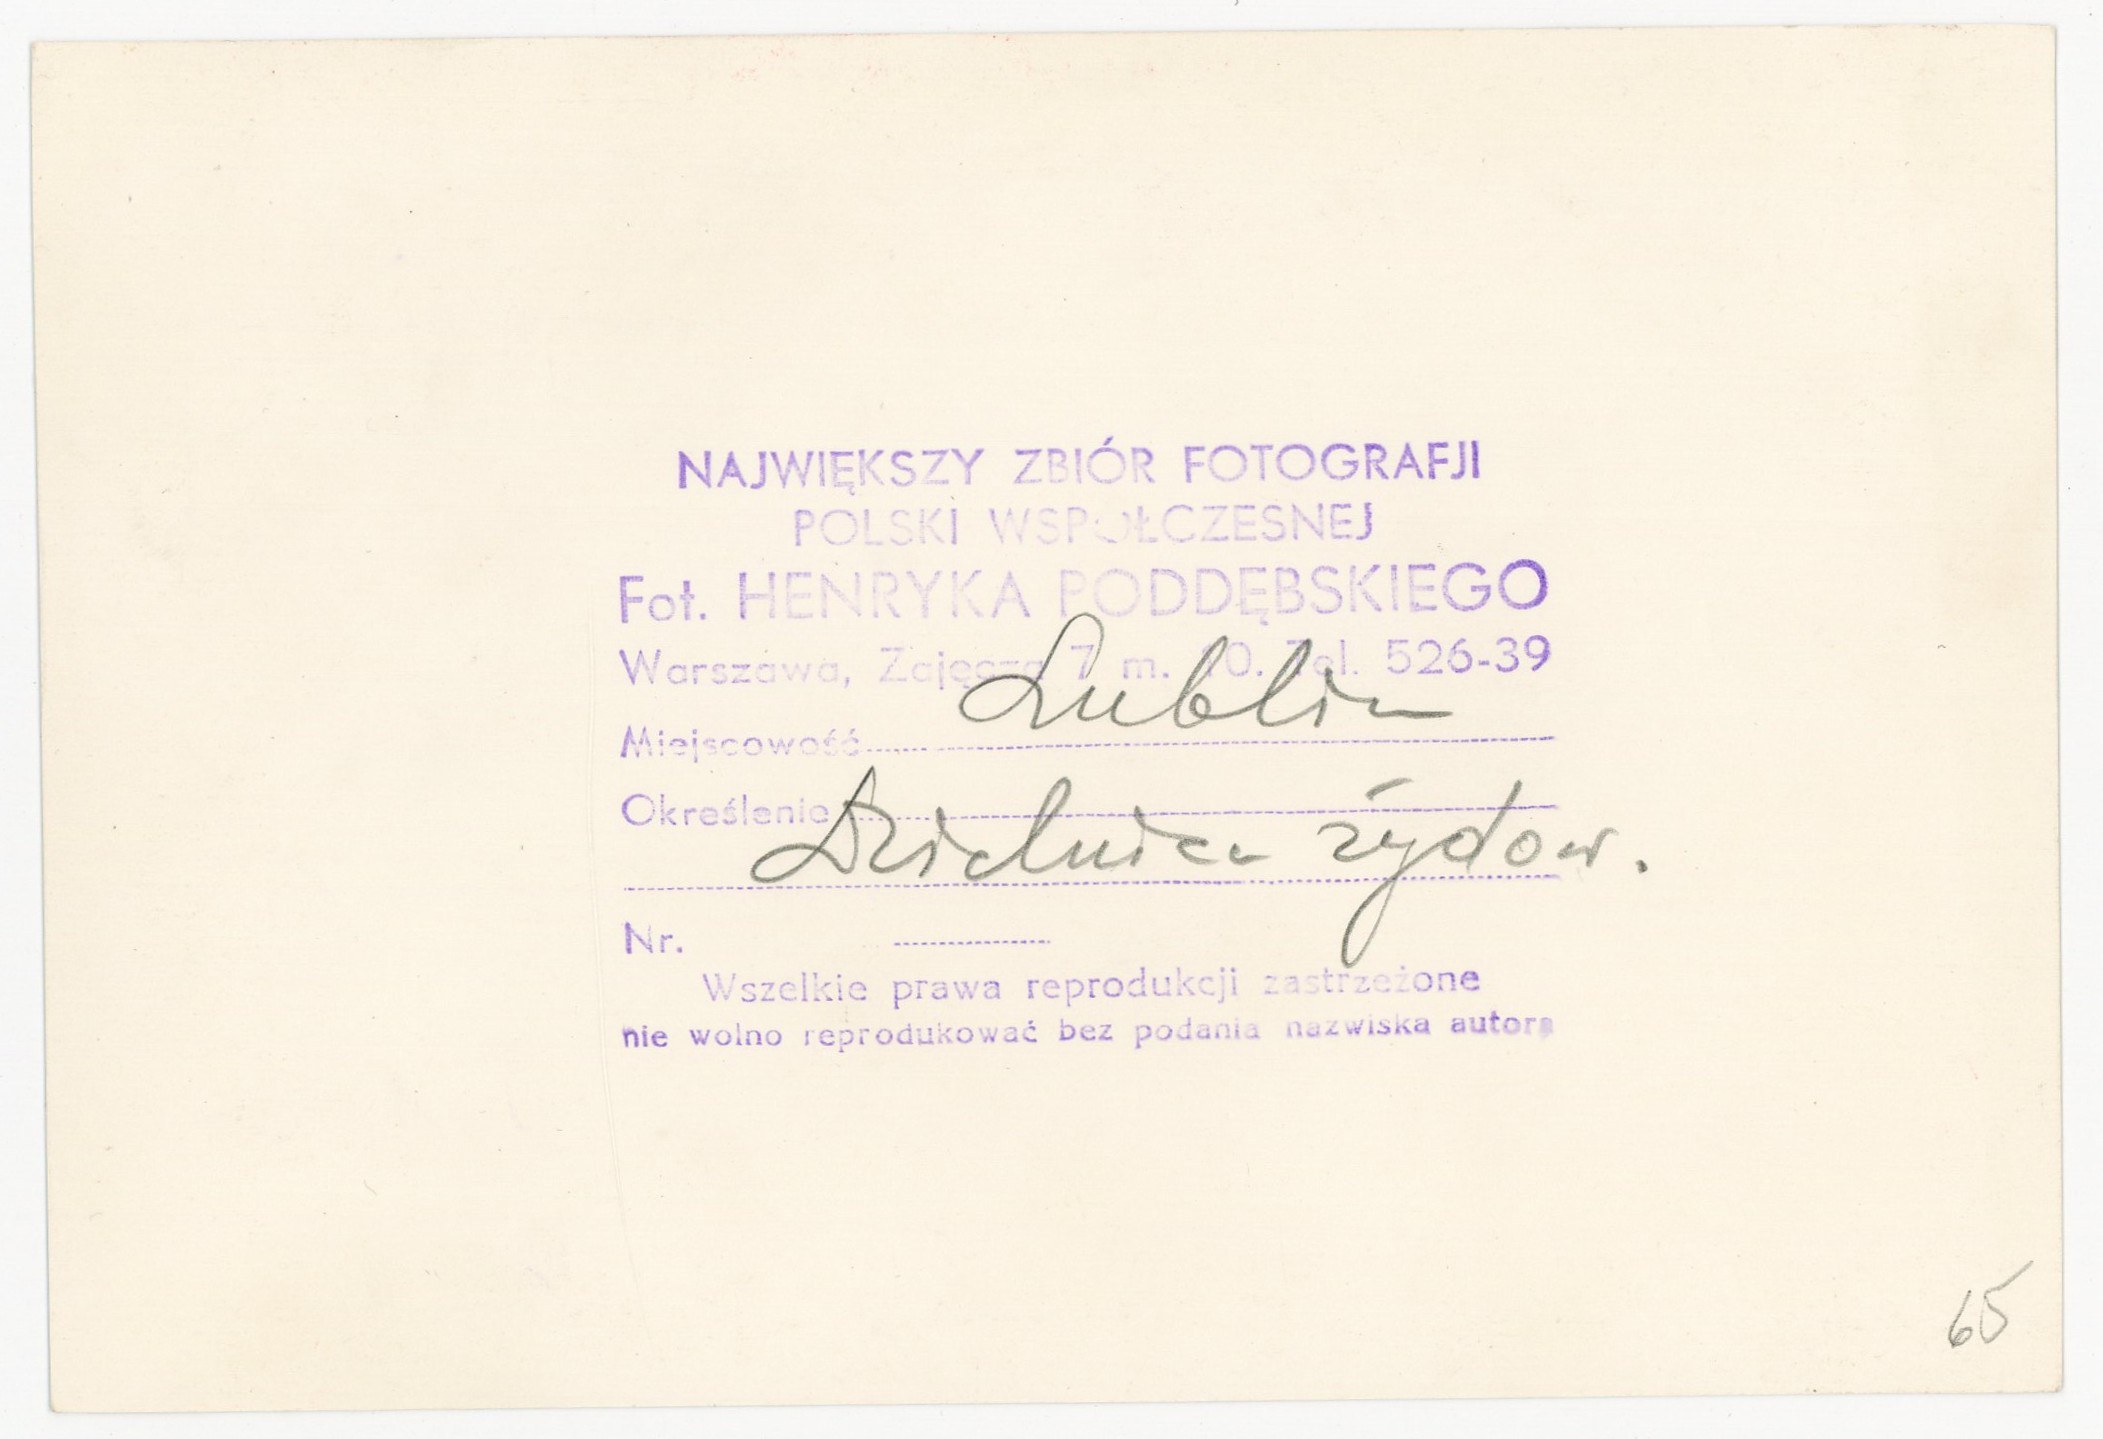 NAJWIĘKSZY ZBIÓR FOTOGRAFJI
POLSKI WSPÓŁCZESNEJ
Fot. HENRYKA PODDĘBSKIEGO
Warszawa, Zajęcza 7 m. 10. Tel. 526-39
Miejscowość Lublin
Określenie
Dzielnica żydow.
Nr.
Wszelkie prawa reprodukcji zastrzeżone
nie wolno reprodukować bez podania nazwiska autora
65